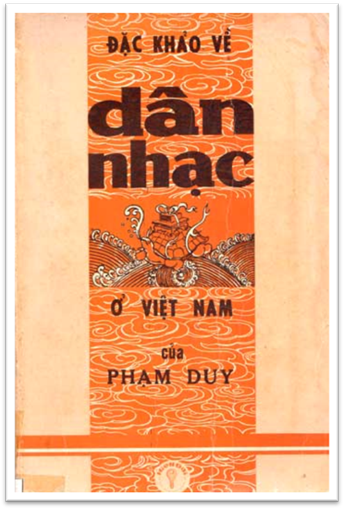 ĐẶC KHẢO VỀ
dân
nhạc
Ở VIỆT NAM
của
PHẠM DUY